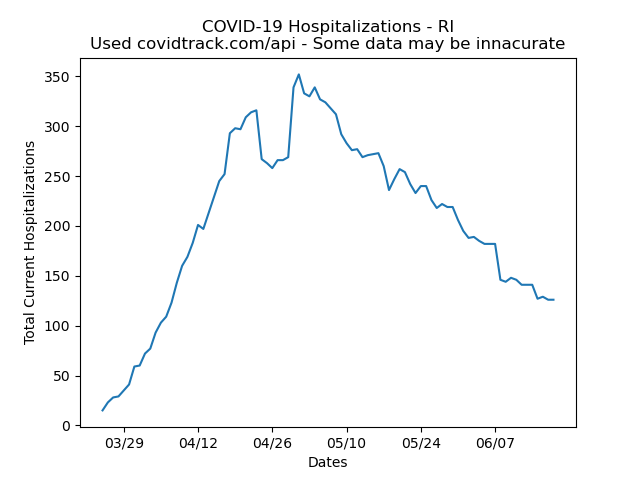 COVID-19 Hospitalizations - RI
Used covidtrack.com/api - Some data may be innacurate
350
300
250
200
150
100
50
0
Total Current Hospitalizations
03/29 04/12 04/26 05/10 05/24 06/07
Dates